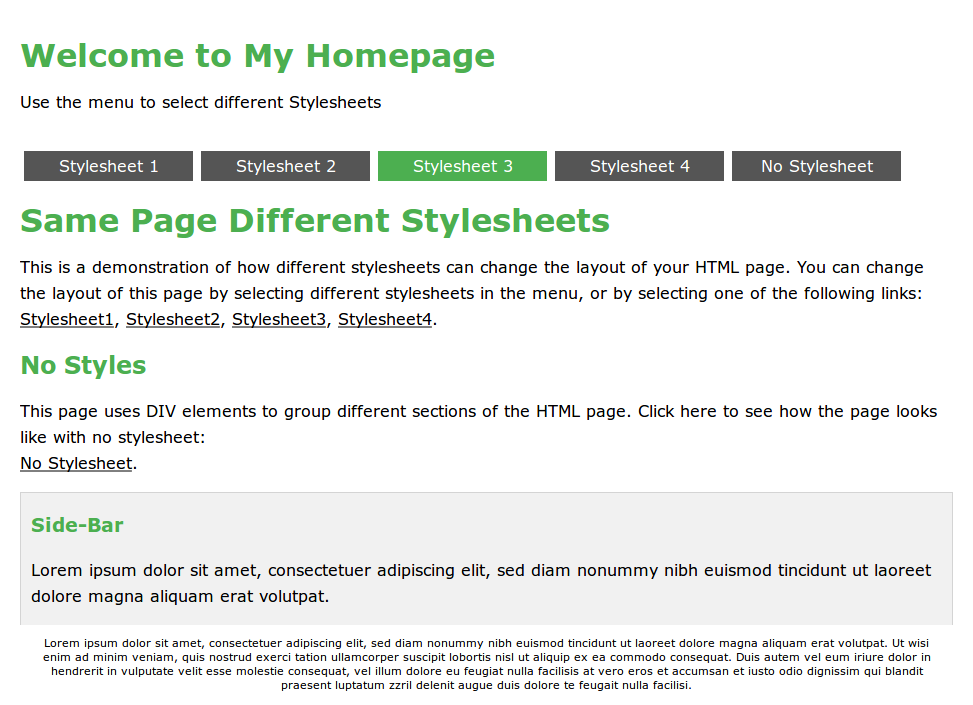 Welcome to My Homepage
Use the menu to select different Stylesheets
Stylesheet 1 Stylesheet 2 Stylesheet 3 Stylesheet 4 No Stylesheet
Same Page Different Stylesheets
This is a demonstration of how different stylesheets can change the layout of your HTML page. You can change
the layout of this page by selecting different stylesheets in the menu, or by selecting one of the following links:
Stylesheet1, Stylesheet2, Stylesheet3, Stylesheet4.
No Styles
This page uses DIV elements to group different sections of the HTML page. Click here to see how the page looks
like with no stylesheet:
No Stylesheet.
Side-Bar
Lorem ipsum dolor sit amet, consectetuer adipiscing elit, sed diam nonummy nibh euismod tincidunt ut laoreet
dolore magna aliquam erat volutpat.
Lorem ipsum dolor sit amet, consectetuer adipiscing elit, sed diam nonummy nibh euismod tincidunt ut laoreet dolore magna aliquam erat volutpat. Ut wisi
enim ad minim veniam, quis nostrud exerci tation ullamcorper suscipit lobortis nisl ut aliquip ex ea commodo consequat. Duis autem vel eum iriure dolor in
hendrerit in vulputate velit esse molestie consequat, vel illum dolore eu feugiat nulla facilisis at vero eros et accumsan et iusto odio dignissim qui blandit
praesent luptatum zzril delenit augue duis dolore te feugait nulla facilisi.